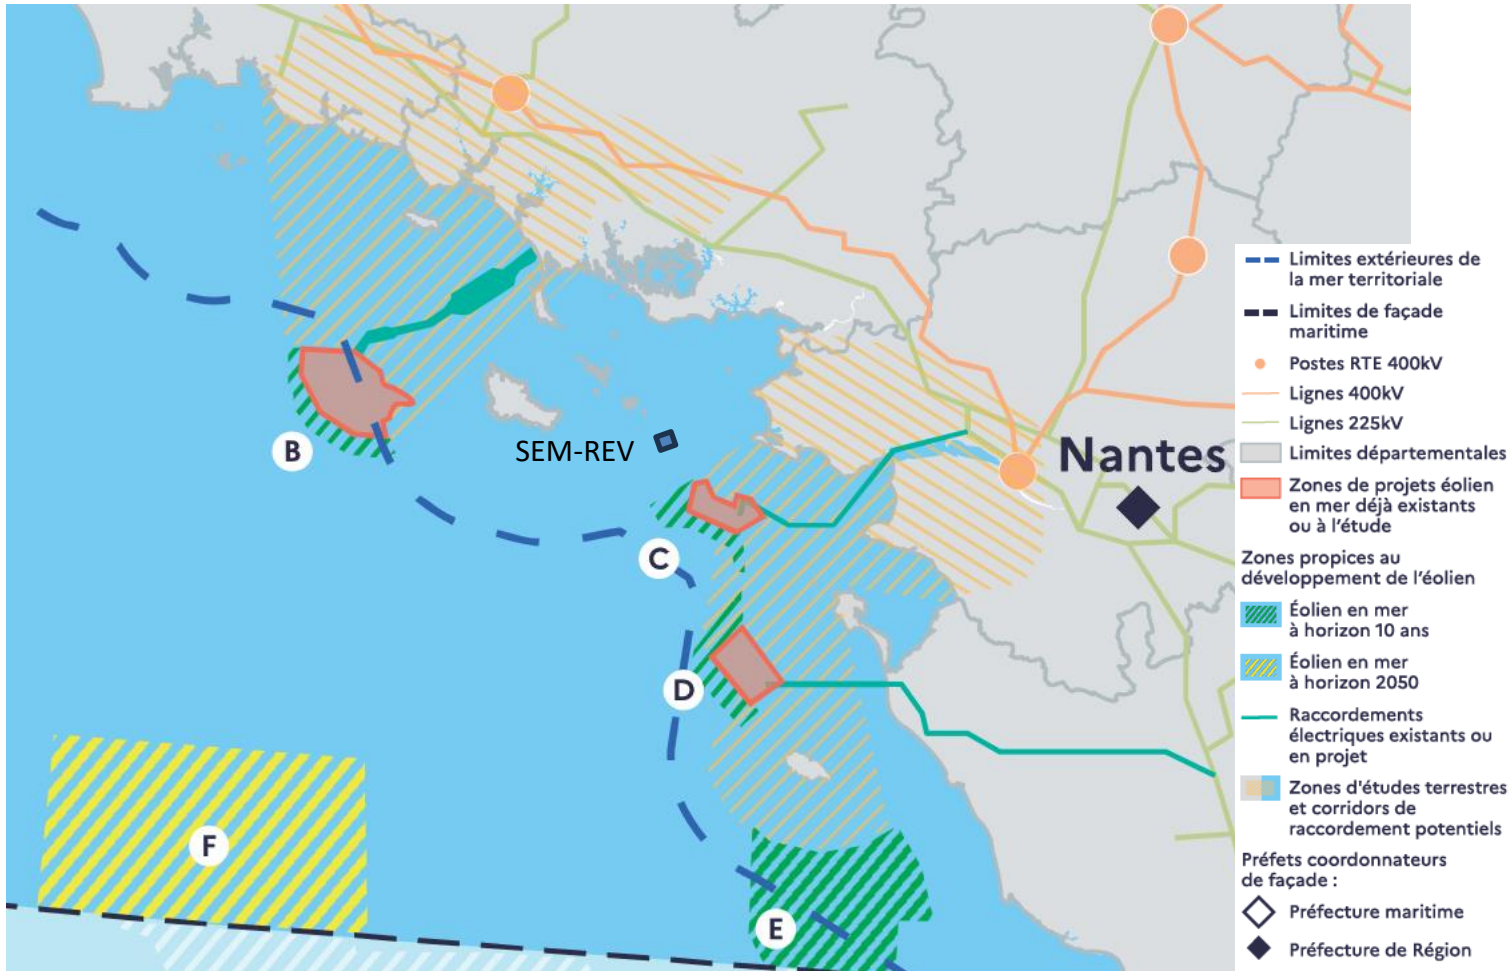 B
SEM-REV
C
D
E
F
Nantes
Limites extérieures de
la mer territoriale
Limites de façade
maritime
Postes RTE 400kV
Lignes 400kV
Lignes 225kV
Limites départementales
Zones de projets éolien
en mer déjà existants
ou à l'étude
Zones propices au
développement de l'éolien
Éolien en mer
à horizon 10 ans
Éolien en mer
à horizon 2050
Raccordements
électriques existants ou
en projet
Zones d'études terrestres
et corridors de
raccordement potentiels
Préfets coordonnateurs
de façade :
Préfecture maritime
Préfecture de Région